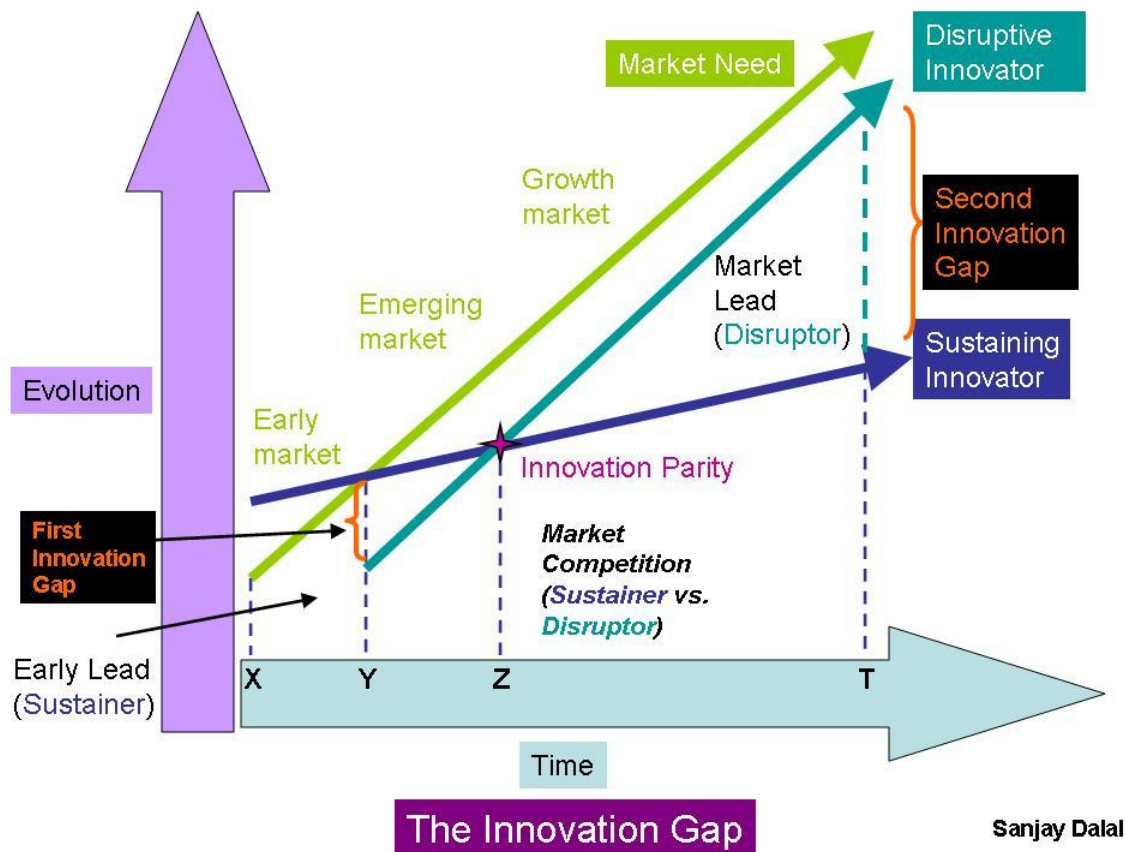 Market Need
Disruptive
Innovator
Growth
market
Second
Innovation
Gap
Market
Lead
(Disruptor)
Emerging
market
Sustaining
Innovator
Evolution
Early
market
Innovation Parity
First
Innovation
Gap
Market
Competition
(Sustainer vs.
Disruptor)
Early Lead
(Sustainer)
X
Y
Z
T
Time
The Innovation Gap
Sanjay Dalal